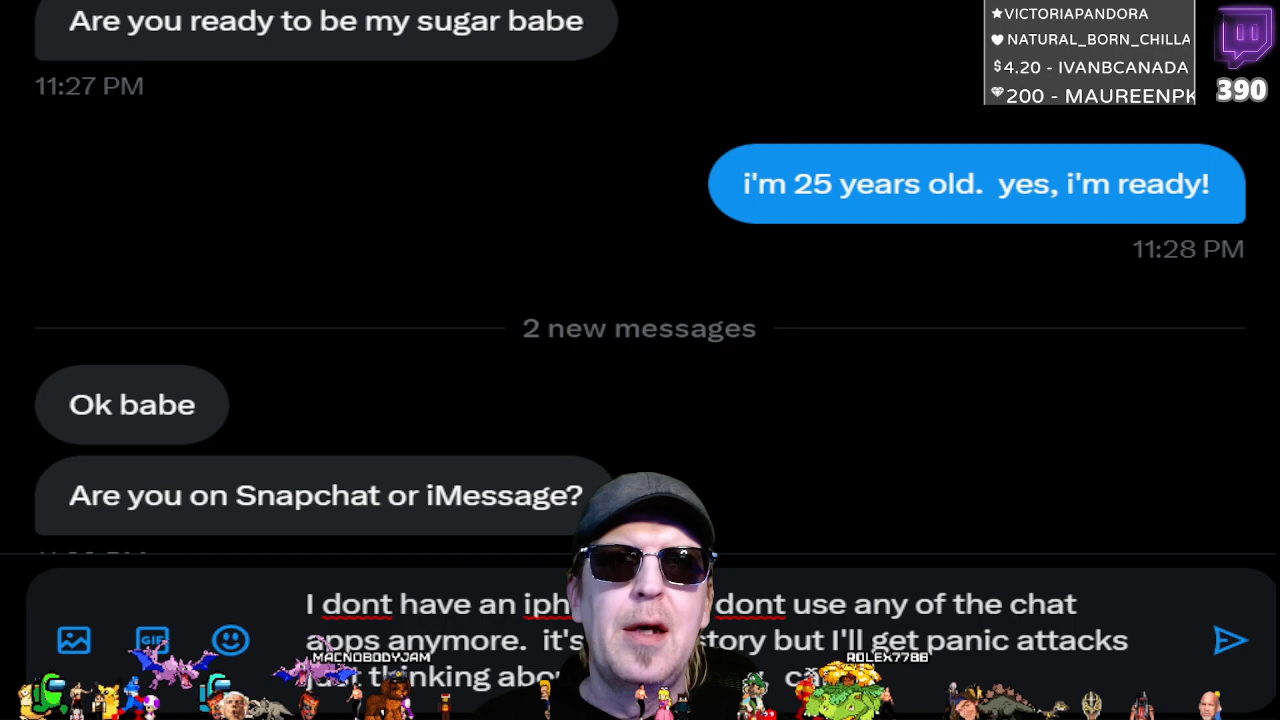 Are you ready to be my sugar babe
11:27 PM
★VICTORIAPANDORA
♥ NATURAL_BORN_CHILLA
$4.20 - IVANBCANADA
200 - MAUREENPK
390
i'm 25 years old. yes, i'm ready!
11:28 PM
2 new messages
Ok babe
Are you on Snapchat or iMessage?
I dont have an iph dont use any of the chat
apps anymore. it's story but I'll get panic attacks
thinking
GIF
MACNOBODYJAM
ROLEX7788